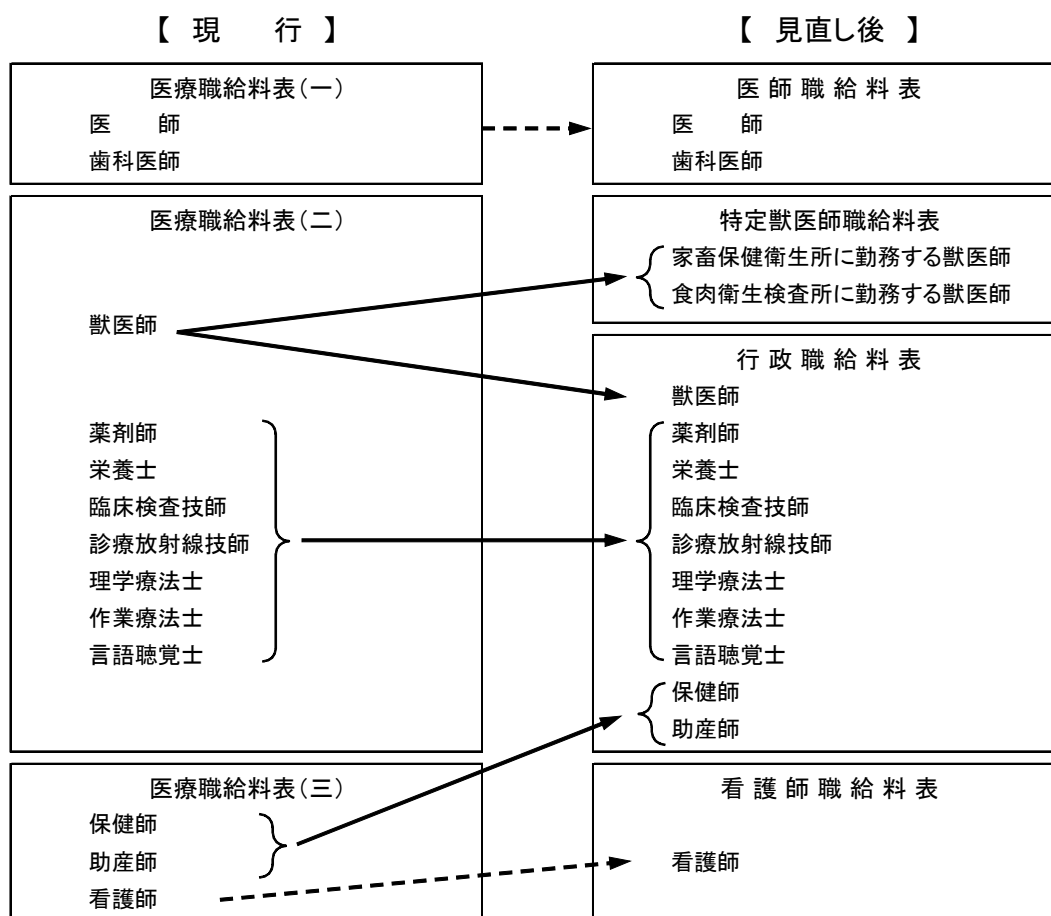 【 現　　行 】
医療職給料表（一）
医　　師
歯科医師
医療職給料表（二）
獣医師
薬剤師
栄養士
臨床検査技師
診療放射線技師
理学療法士
作業療法士
言語聴覚士
医療職給料表（三）
保健師
助産師
看護師
【 見直し後 】
医 師 職 給 料 表
医　　師
歯科医師
特定獣医師職給料表
家畜保健衛生所に勤務する獣医師
食肉衛生検査所に勤務する獣医師
行 政 職 給 料 表
獣医師
薬剤師
栄養士
臨床検査技師
診療放射線技師
理学療法士
作業療法士
言語聴覚士
保健師
助産師
看 護 師 職 給 料 表
看護師